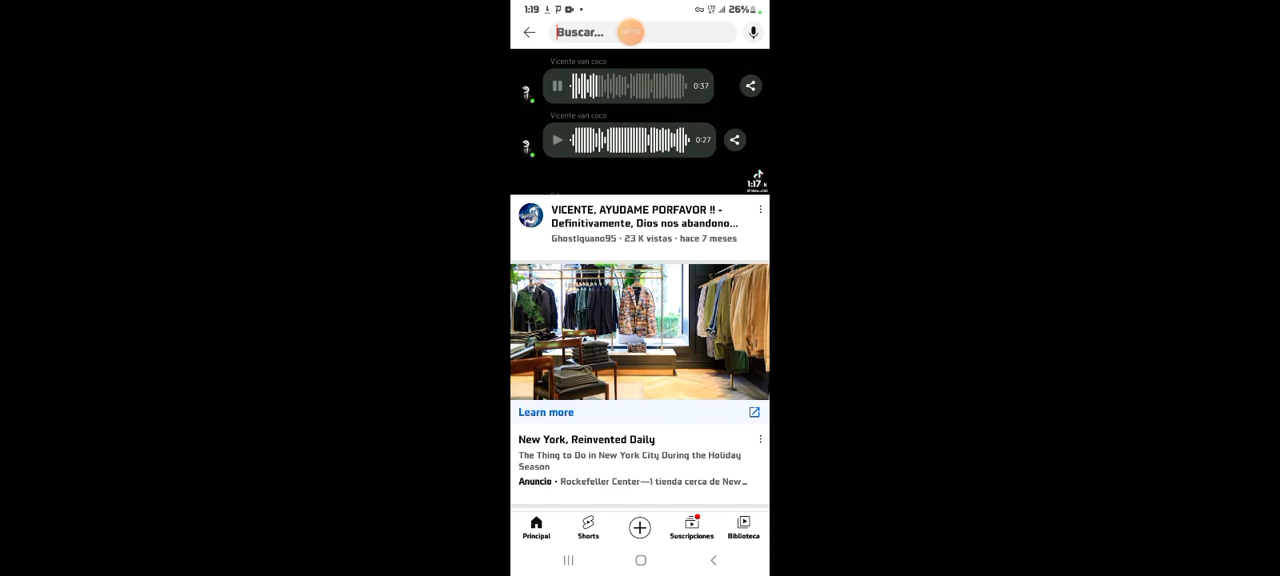 1:19
26%
Buscar...
Vicente van coco
0:37
Vicente van coco
0:27
1:17
VICENTE, AYUDAME PORFAVOR !! -
Definitivamente, Dios nos abandono...
GhostIguano95 · 23 K vistas · hace 7 meses
Learn more
New York, Reinvented Daily
The Thing to Do in New York City During the Holiday
Season
Anuncio · Rockefeller Center—1 tienda cerca de New...
Principal
Shorts
Suscripciones
Biblioteca